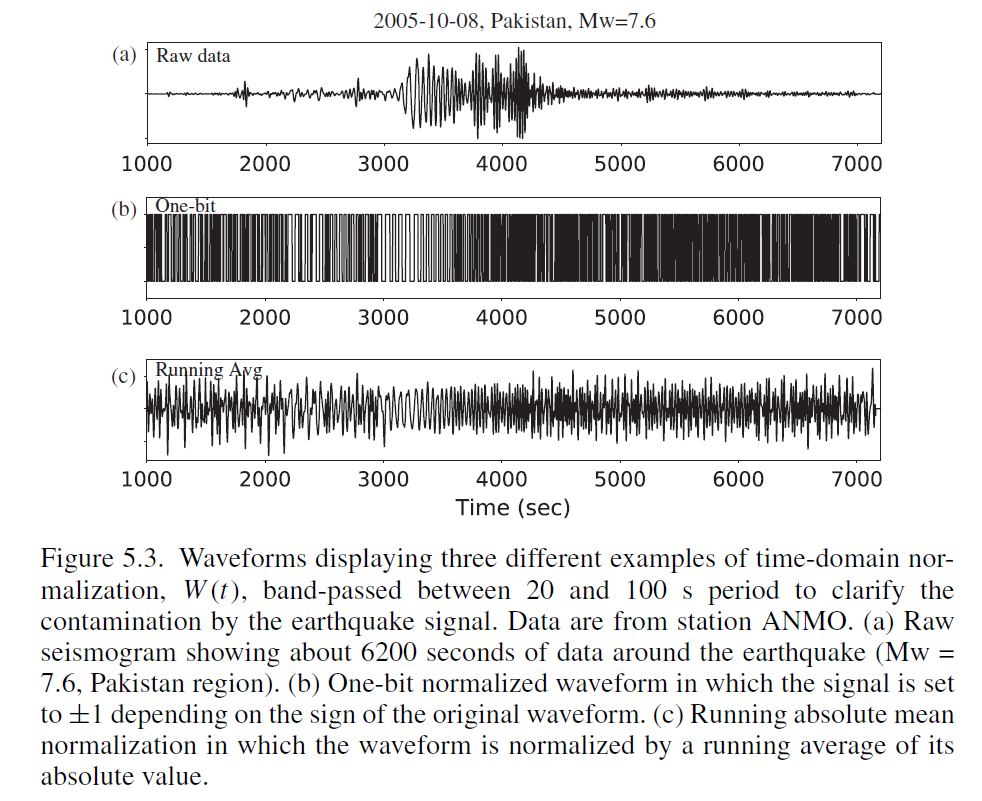 2005-10-08, Pakistan, Mw=7.6
(a) Raw data
1000 2000 3000 4000 5000 6000 7000
(b) One-bit
1000 2000 3000 4000 5000 6000 7000
(c) Running Avg
1000 2000 3000 4000 5000 6000 7000
Time (sec)
Figure 5.3. Waveforms displaying three different examples of time-domain nor-
malization, W(t), band-passed between 20 and 100 s period to clarify the
contamination by the earthquake signal. Data are from station ANMO. (a) Raw
seismogram showing about 6200 seconds of data around the earthquake (Mw =
7.6, Pakistan region). (b) One-bit normalized waveform in which the signal is set
to ±1 depending on the sign of the original waveform. (c) Running absolute mean
normalization in which the waveform is normalized by a running average of its
absolute value.